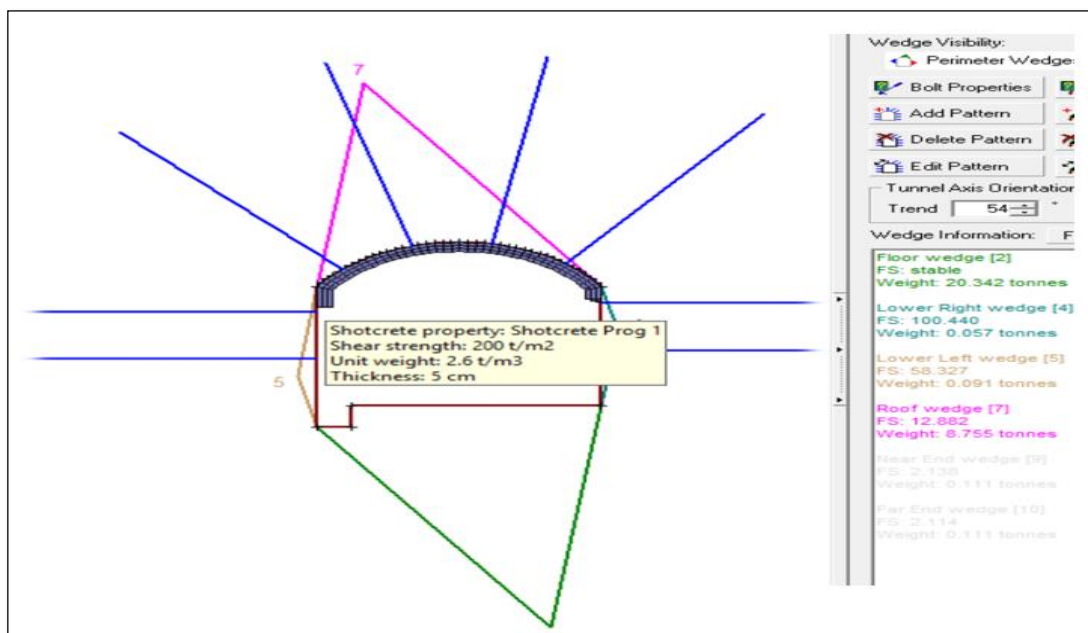 7
5
Shotcrete property: Shotcrete Prog 1
Shear strength: 200 t/m2
Unit weight: 2.6 t/m3
Thickness: 5 cm
Wedge Visibility:
Perimeter Wedge
Bolt Properties
Add Pattern
Delete Pattern
Edit Pattern
Tunnel Axis Orientation
Trend 54 °
Wedge Information: F
Floor wedge [2]
FS: stable
Weight: 20.342 tonnes
Lower Right wedge [4]
FS: 100.440
Weight: 0.057 tonnes
Lower Left wedge [5]
FS: 58.327
Weight: 0.091 tonnes
Roof wedge [7]
FS: 12.882
Weight: 8.755 tonnes
Near End wedge [9]
FS: 2.138
Weight: 0.111 tonnes
Far End wedge [10]
FS: 2.114
Weight: 0.111 tonnes